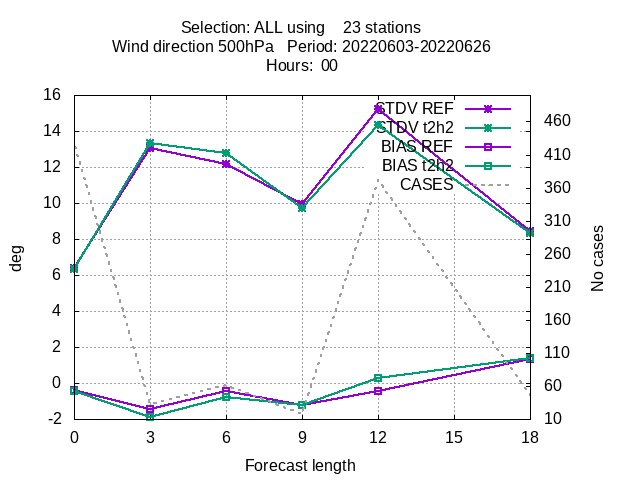 Selection: ALL using    23 stations
Wind direction 500hPa   Period: 20220603-20220626
Hours:  00
16
14
12
10
8
6
4
2
0
-2
460
410
360
310
260
210
160
110
60
10
STDV REF
STDV t2h2
BIAS REF
BIAS t2h2
CASES
deg
No cases
0 3 6 9 12 15 18
Forecast length